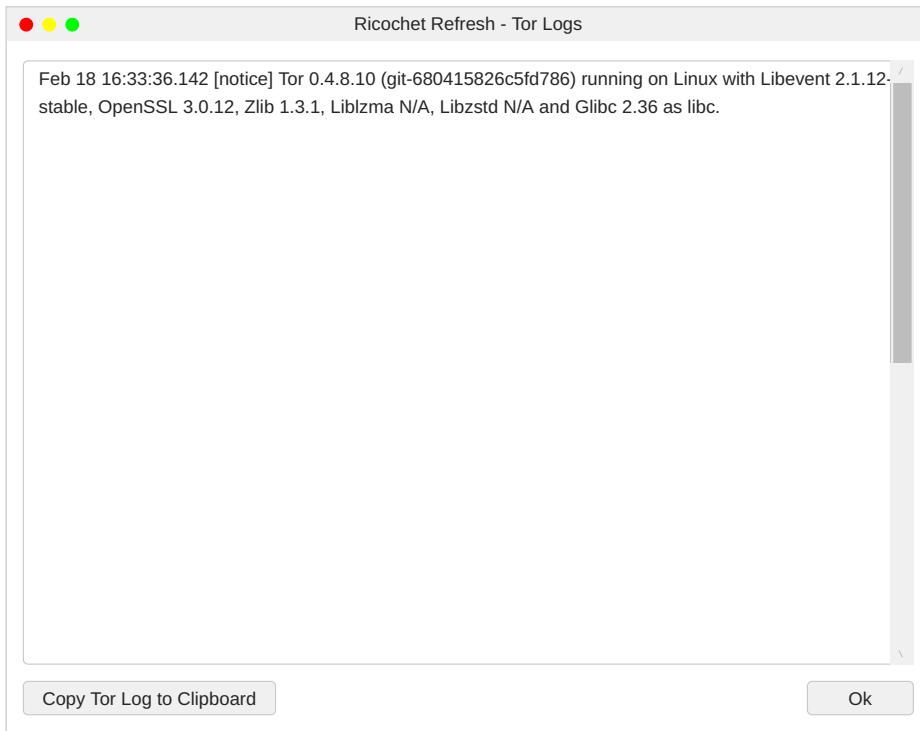 Ricochet Refresh - Tor Logs
Feb 18 16:33:36.142 [notice] Tor 0.4.8.10 (git-680415826c5fd786) running on Linux with Libevent 2.1.12-
stable, OpenSSL 3.0.12, Zlib 1.3.1, Liblzma N/A, Libzstd N/A and Glibc 2.36 as libc.
Copy Tor Log to Clipboard
Ok